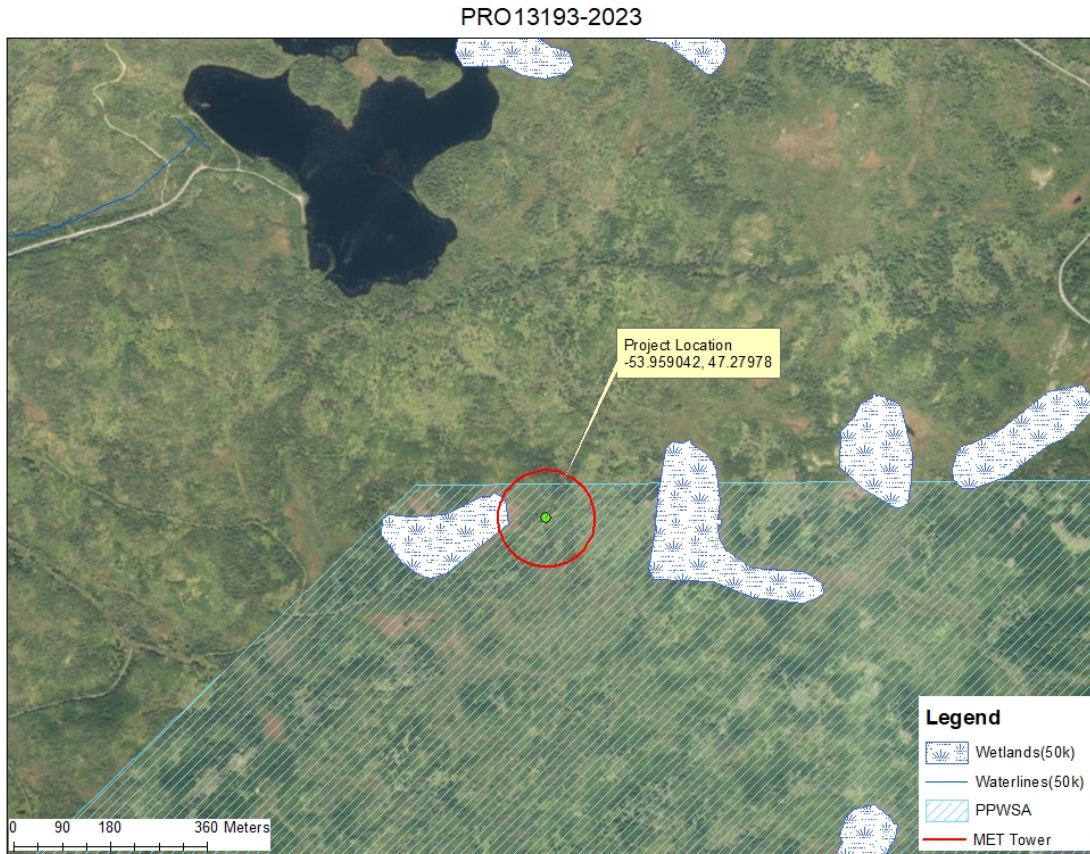 PRO13193-2023
Project Location
-53.959042, 47.27978
Legend
Wetlands(50k)
Waterlines(50k)
PPWSA
MET Tower
0 90 180 360 Meters